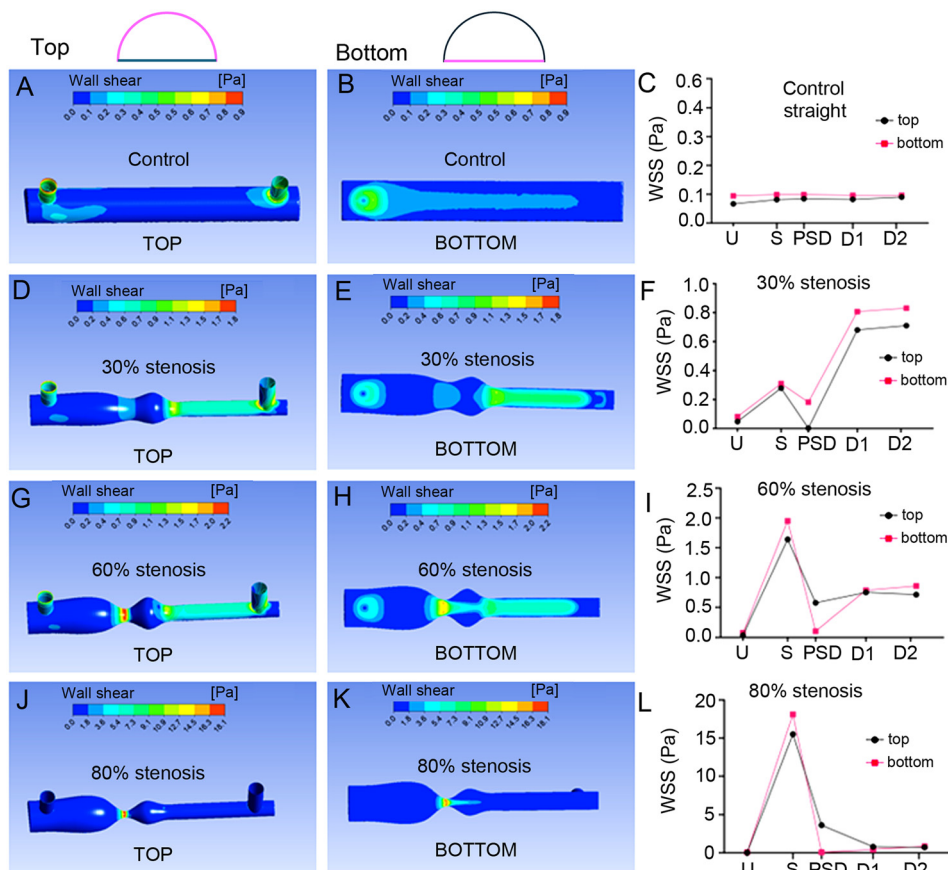 Top
Bottom
A
Wall shear
[Pa]
0.0 0.1 0.2 0.3 0.4 0.5 0.5 0.6 0.7 0.8 0.9
Control
TOP
B
Wall shear
[Pa]
0.0 0.1 0.2 0.3 0.4 0.5 0.5 0.6 0.7 0.8 0.9
Control
BOTTOM
C
Control
straight
top
bottom
WSS (Pa)
0.6
0.5
0.4
0.3
0.2
0.1
0.0
U S PSD D1 D2
D
Wall shear
[Pa]
0.0 0.2 0.4 0.6 0.7 0.9 1.1 1.3 1.5 1.7 1.8
30% stenosis
TOP
E
Wall shear
[Pa]
0.0 0.2 0.4 0.6 0.7 0.9 1.1 1.3 1.5 1.7 1.8
30% stenosis
BOTTOM
F
30% stenosis
top
bottom
WSS (Pa)
1.0
0.8
0.6
0.4
0.2
0
U S PSD D1 D2
G
Wall shear
[Pa]
0.0 0.2 0.4 0.7 0.9 1.1 1.3 1.5 1.7 2.0 2.2
60% stenosis
TOP
H
Wall shear
[Pa]
0.0 0.2 0.4 0.7 0.9 1.1 1.3 1.5 1.7 2.0 2.2
60% stenosis
BOTTOM
I
60% stenosis
top
bottom
WSS (Pa)
2.5
2.0
1.5
1.0
0.5
0.0
U S PSD D1 D2
J
Wall shear
[Pa]
0.0 1.8 3.6 5.4 7.3 9.1 10.9 12.7 14.5 16.3 18.1
80% stenosis
TOP
K
Wall shear
[Pa]
0.0 1.8 3.6 5.4 7.3 9.1 10.9 12.7 14.5 16.3 18.1
80% stenosis
BOTTOM
L
80% stenosis
top
bottom
WSS (Pa)
20
15
10
5
0
U S PSD D1 D2